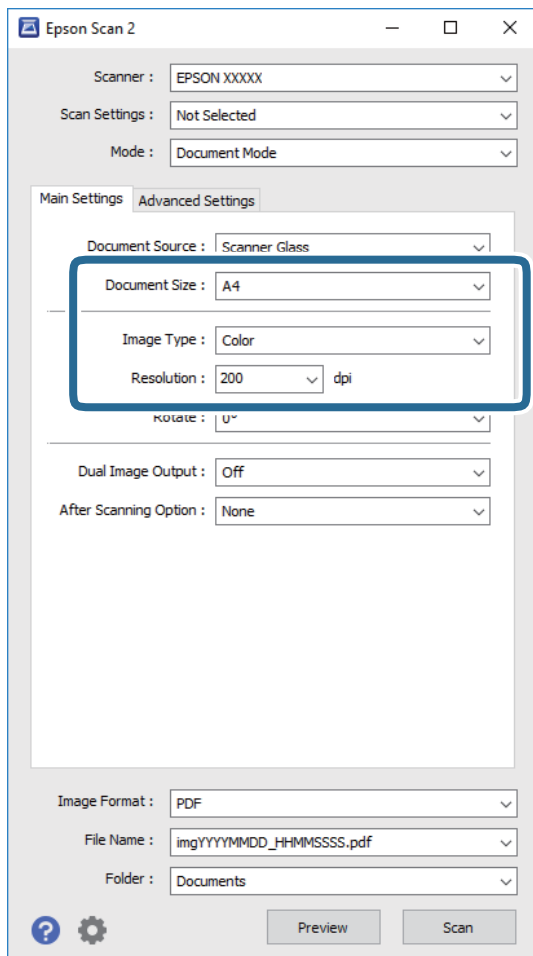 Epson Scan 2
Scanner : EPSON XXXXX
Scan Settings : Not Selected
Mode : Document Mode
Main Settings Advanced Settings
Document Source : Scanner Glass
Document Size : A4
Image Type : Color
Resolution : 200 dpi
Rotate : 0°
Dual Image Output : Off
After Scanning Option : None
Image Format : PDF
File Name : imgYYYYMMDD_HHMMSSSS.pdf
Folder : Documents
? Preview Scan